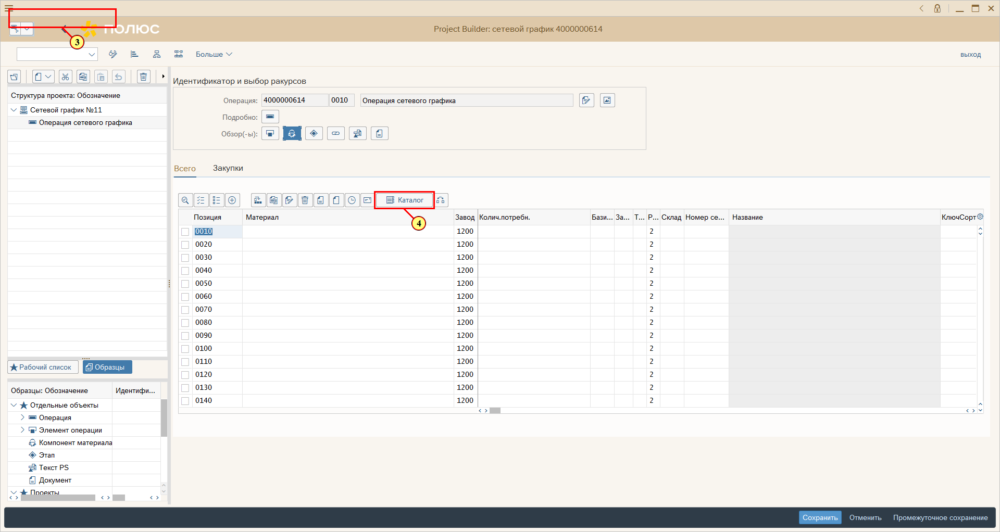 ПОЛЮС
Project Builder: сетевой график 4000000614
3
Больше
выход
Идентификатор и выбор ракурсов
Структура проекта: Обозначение
Сетевой график №11
Операция сетевого графика
Операция: 4000000614 0010 Операция сетевого графика
Подробно:
Обзор(-ы):
Всего Закупки
Каталог
4
Позиция Материал Завод Колич.потребн. Бази... За... Т... Р... Склад Номер се... Название КлючСорт
0010 1200 2
0020 1200 2
0030 1200 2
0040 1200 2
0050 1200 2
0060 1200 2
0070 1200 2
0080 1200 2
0090 1200 2
0100 1200 2
0110 1200 2
0120 1200 2
0130 1200 2
0140 1200 2
Рабочий список Образцы
Образцы: Обозначение Идентифи...
Отдельные объекты
Операция
Элемент операции
Компонент материала
Этап
Текст PS
Документ
Проекты
Сохранить Отменить Промежуточное сохранение